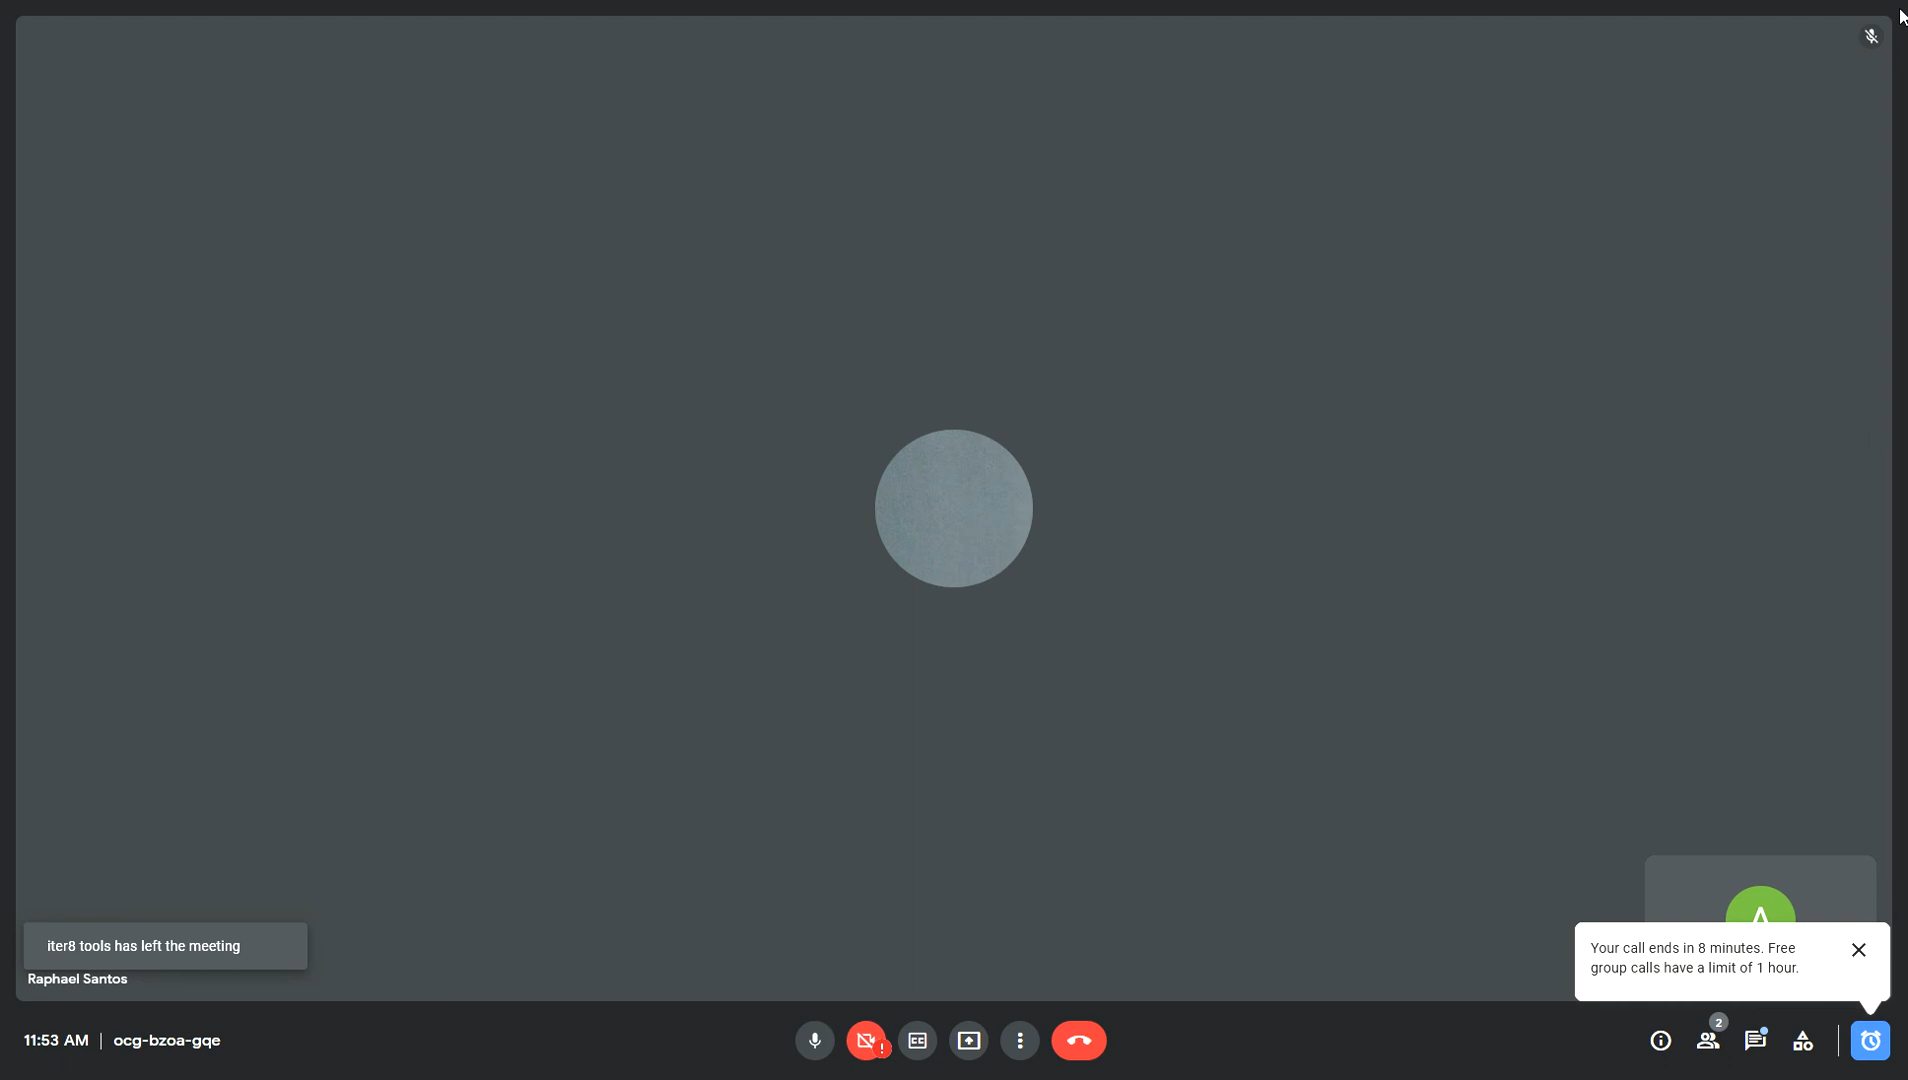 iter8 tools has left the meeting
Raphael Santos
A
Your call ends in 8 minutes. Free
group calls have a limit of 1 hour.
11:53 AM | ocg-bzoa-gqe
CC
!
2